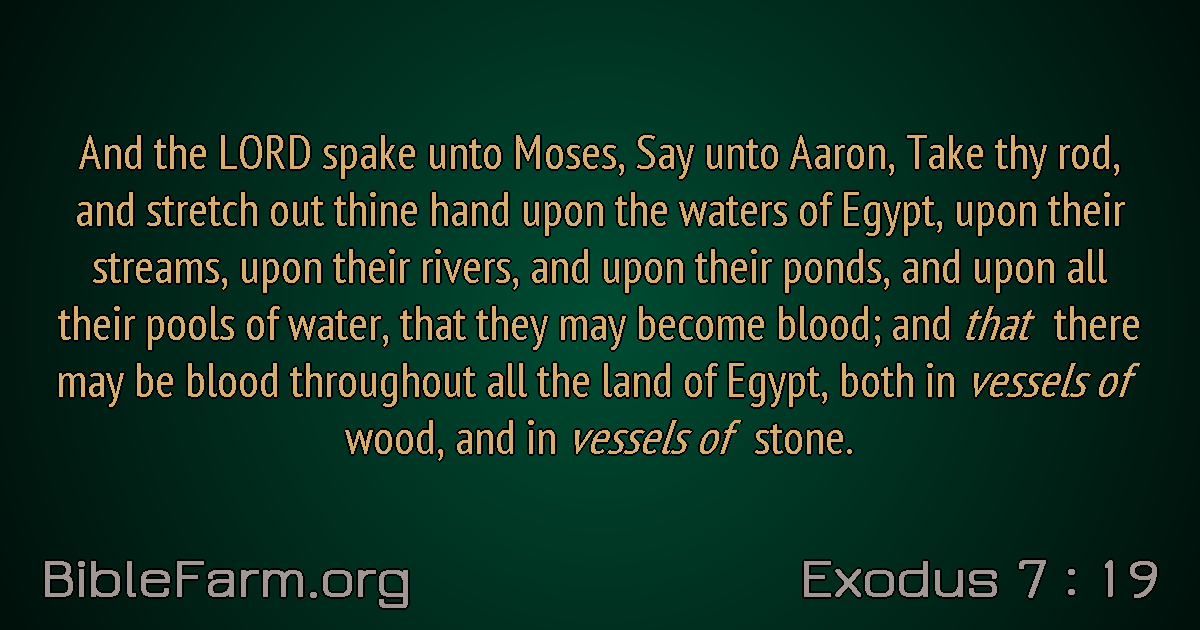 And the LORD spake unto Moses, Say unto Aaron, Take thy rod,
and stretch out thine hand upon the waters of Egypt, upon their
streams, upon their rivers, and upon their ponds, and upon all
their pools of water, that they may become blood; and that there
may be blood throughout all the land of Egypt, both in vessels of
wood, and in vessels of stone.
BibleFarm.org
Exodus 7 : 19